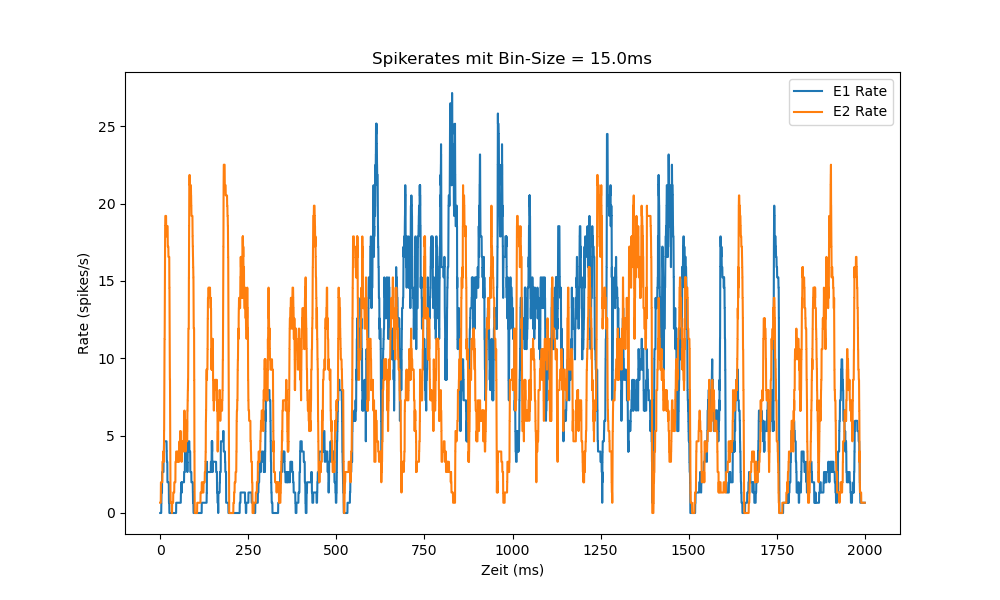 Spikerates mit Bin-Size = 15.0ms
E1 Rate
E2 Rate
Rate (spikes/s)
25
20
15
10
5
0
0 250 500 750 1000 1250 1500 1750 2000
Zeit (ms)